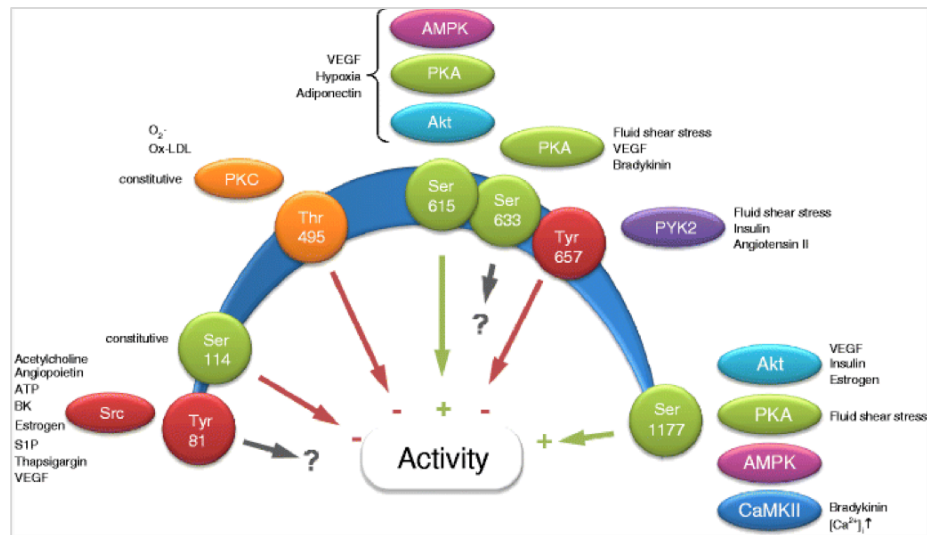 AMPK
VEGF
Hypoxia
Adiponectin
PKA
Akt
O2-
Ox-LDL
constitutive
PKC
PKA
Fluid shear stress
VEGF
Bradykinin
Thr
495
Ser
615
Ser
633
Tyr
657
PYK2
Fluid shear stress
Insulin
Angiotensin II
?
constitutive
Ser
114
Acetylcholine
Angiopoietin
ATP
BK
Estrogen
S1P
Thapsigargin
VEGF
Src
Tyr
81
?
-
-
+
-
+
Activity
Ser
1177
Akt
VEGF
Insulin
Estrogen
PKA
Fluid shear stress
AMPK
CaMKII
Bradykinin
[Ca2+]i↑